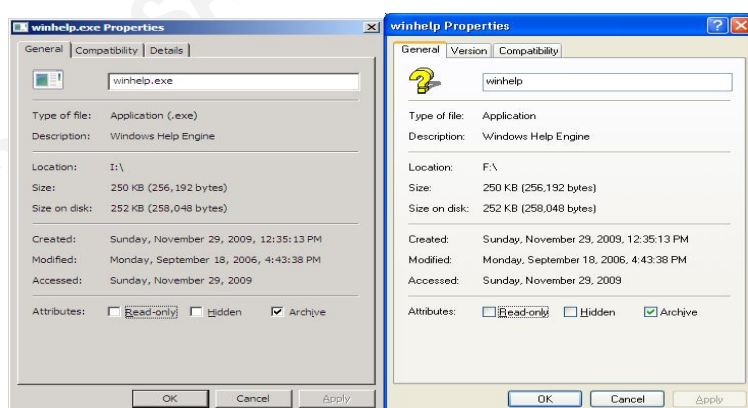 winhelp.exe Properties
General Compatibility Details
winhelp.exe
Type of file: Application (.exe)
Description: Windows Help Engine
Location: I:\
Size: 250 KB (256,192 bytes)
Size on disk: 252 KB (258,048 bytes)
Created: Sunday, November 29, 2009, 12:35:13 PM
Modified: Monday, September 18, 2006, 4:43:38 PM
Accessed: Sunday, November 29, 2009
Attributes: Read-only Hidden Archive
OK Cancel Apply
winhelp Properties
General Version Compatibility
winhelp
Type of file: Application
Description: Windows Help Engine
Location: F:\
Size: 250 KB (256,192 bytes)
Size on disk: 252 KB (258,048 bytes)
Created: Sunday, November 29, 2009, 12:35:13 PM
Modified: Monday, September 18, 2006, 4:43:38 PM
Accessed: Sunday, November 29, 2009
Attributes: Read-only Hidden Archive
OK Cancel Apply